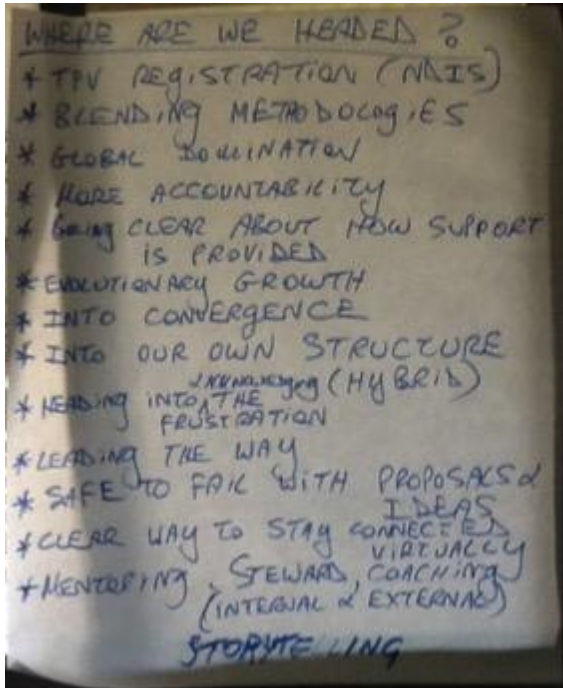 WHERE ARE WE HEADED?
* TPV REGISTRATION (NDIS)
* BLENDING METHODOLOGIES
* GLOBAL DOMINATION
* MORE ACCOUNTABILITY
* Being CLEAR ABOUT HOW SUPPORT
IS PROVIDED
* EVOLUTIONARY GROWTH
* INTO CONVERGENCE
* INTO OUR OWN STRUCTURE
(HYBRID)
* HEADING INTO THE
FRUSTRATION
* LEADING THE WAY
* SAFE TO FAIL WITH PROPOSALS &
IDEAS
* CLEAR WAY TO STAY CONNECTED
VIRTUALLY
* MENTORING, STEWARD, COACHING
(INTERNAL & EXTERNAL)
STORYTELLING